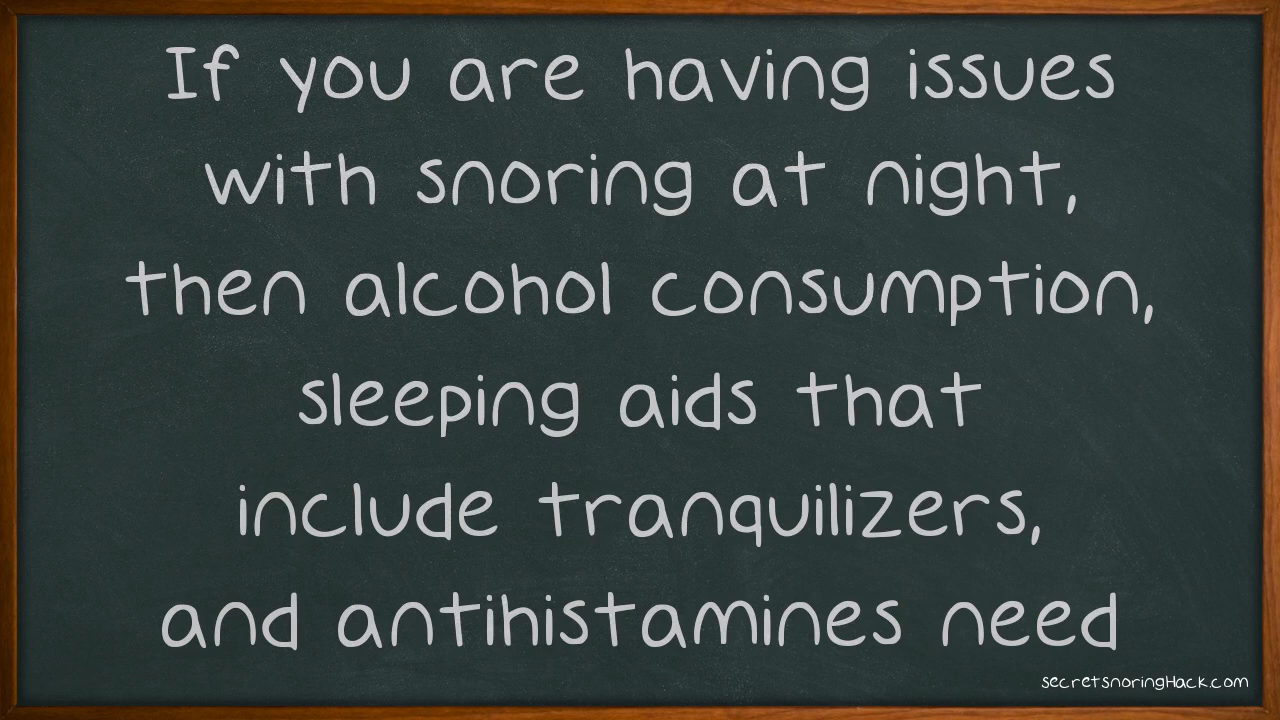 If you are having issues
with snoring at night,
then alcohol consumption,
sleeping aids that
include tranquilizers,
and antihistamines need
secretsnoringHack.com